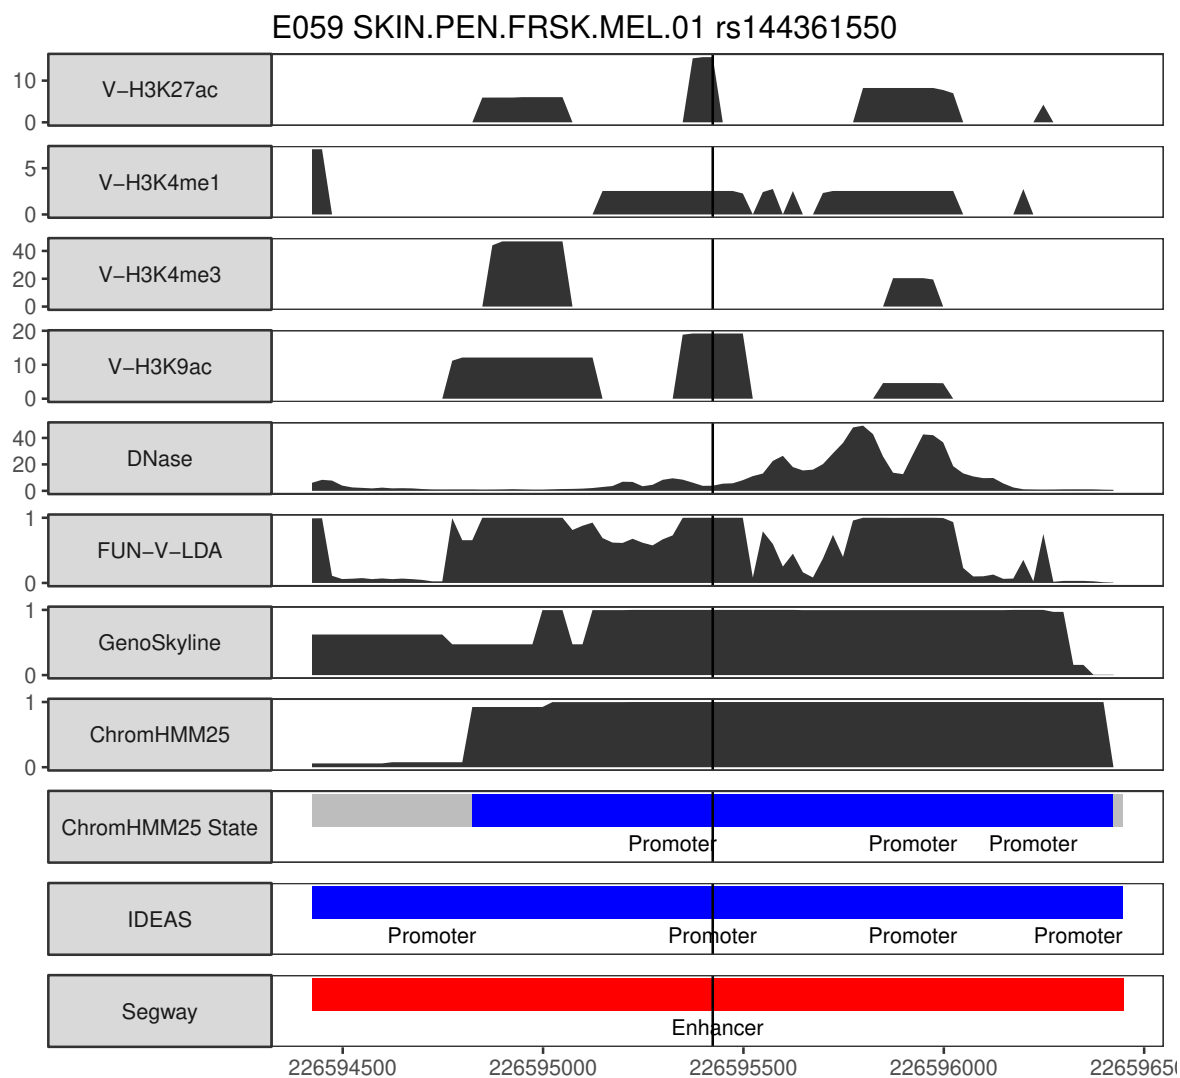 E059 SKIN.PEN.FRSK.MEL.01 rs144361550
V−H3K27ac
10
0
V−H3K4me1
5
0
V−H3K4me3
40
20
0
V−H3K9ac
20
10
0
DNase
40
20
0
FUN−V−LDA
1
0
GenoSkyline
1
0
ChromHMM25
1
0
ChromHMM25 State
Promoter Promoter Promoter
IDEAS
Promoter Promoter Promoter Promoter
Segway
Enhancer
226594500 226595000 226595500 226596000 22659650